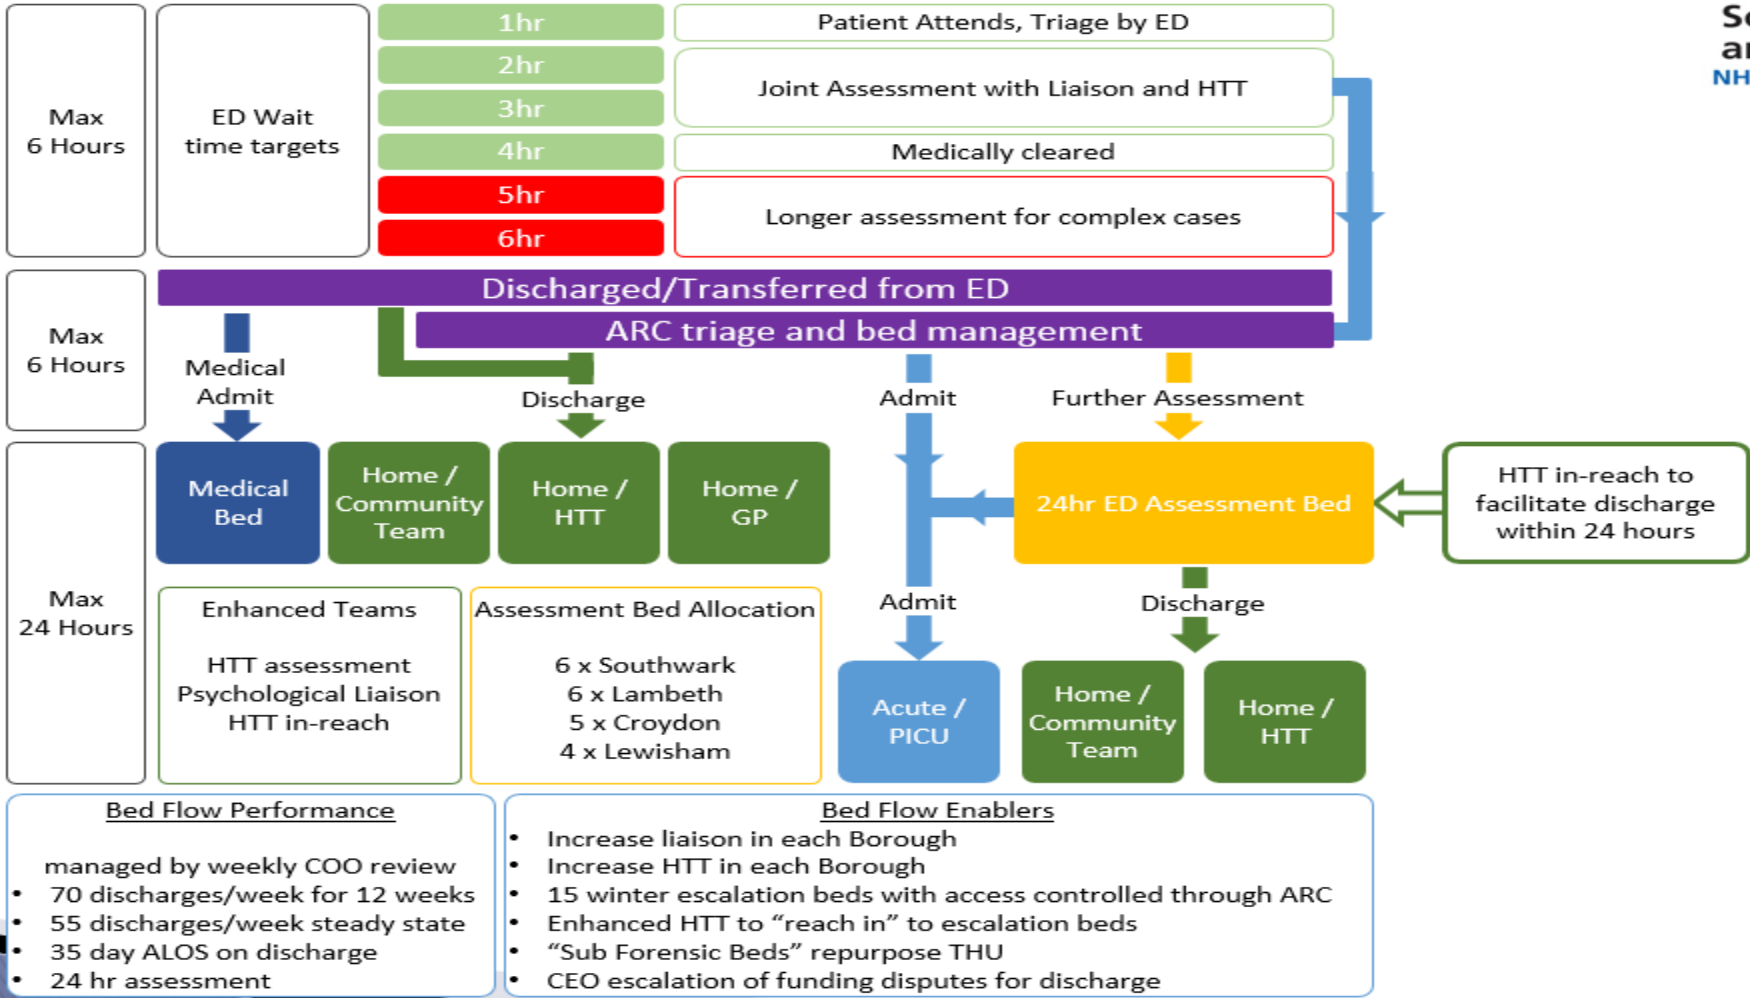 Max
6 Hours
ED Wait
time targets
1hr
2hr
3hr
4hr
5hr
6hr
Patient Attends, Triage by ED
Joint Assessment with Liaison and HTT
Medically cleared
Longer assessment for complex cases
NH
Max
6 Hours
Discharged/Transferred from ED
ARC triage and bed management
Medical
Admit
Discharge
Admit
Further Assessment
Max
24 Hours
Medical
Bed
Home /
Community
Team
Home /
HTT
Home /
GP
24hr ED Assessment Bed
HTT in-reach to
facilitate discharge
within 24 hours
Enhanced Teams
HTT assessment
Psychological Liaison
HTT in-reach
Assessment Bed Allocation
6 x Southwark
6 x Lambeth
5 x Croydon
4 x Lewisham
Admit
Discharge
Acute /
PICU
Home /
Community
Team
Home /
HTT
Bed Flow Performance
managed by weekly COO review
• 70 discharges/week for 12 weeks
• 55 discharges/week steady state
• 35 day ALOS on discharge
• 24 hr assessment
Bed Flow Enablers
• Increase liaison in each Borough
• Increase HTT in each Borough
• 15 winter escalation beds with access controlled through ARC
• Enhanced HTT to “reach in” to escalation beds
• “Sub Forensic Beds” repurpose THU
• CEO escalation of funding disputes for discharge